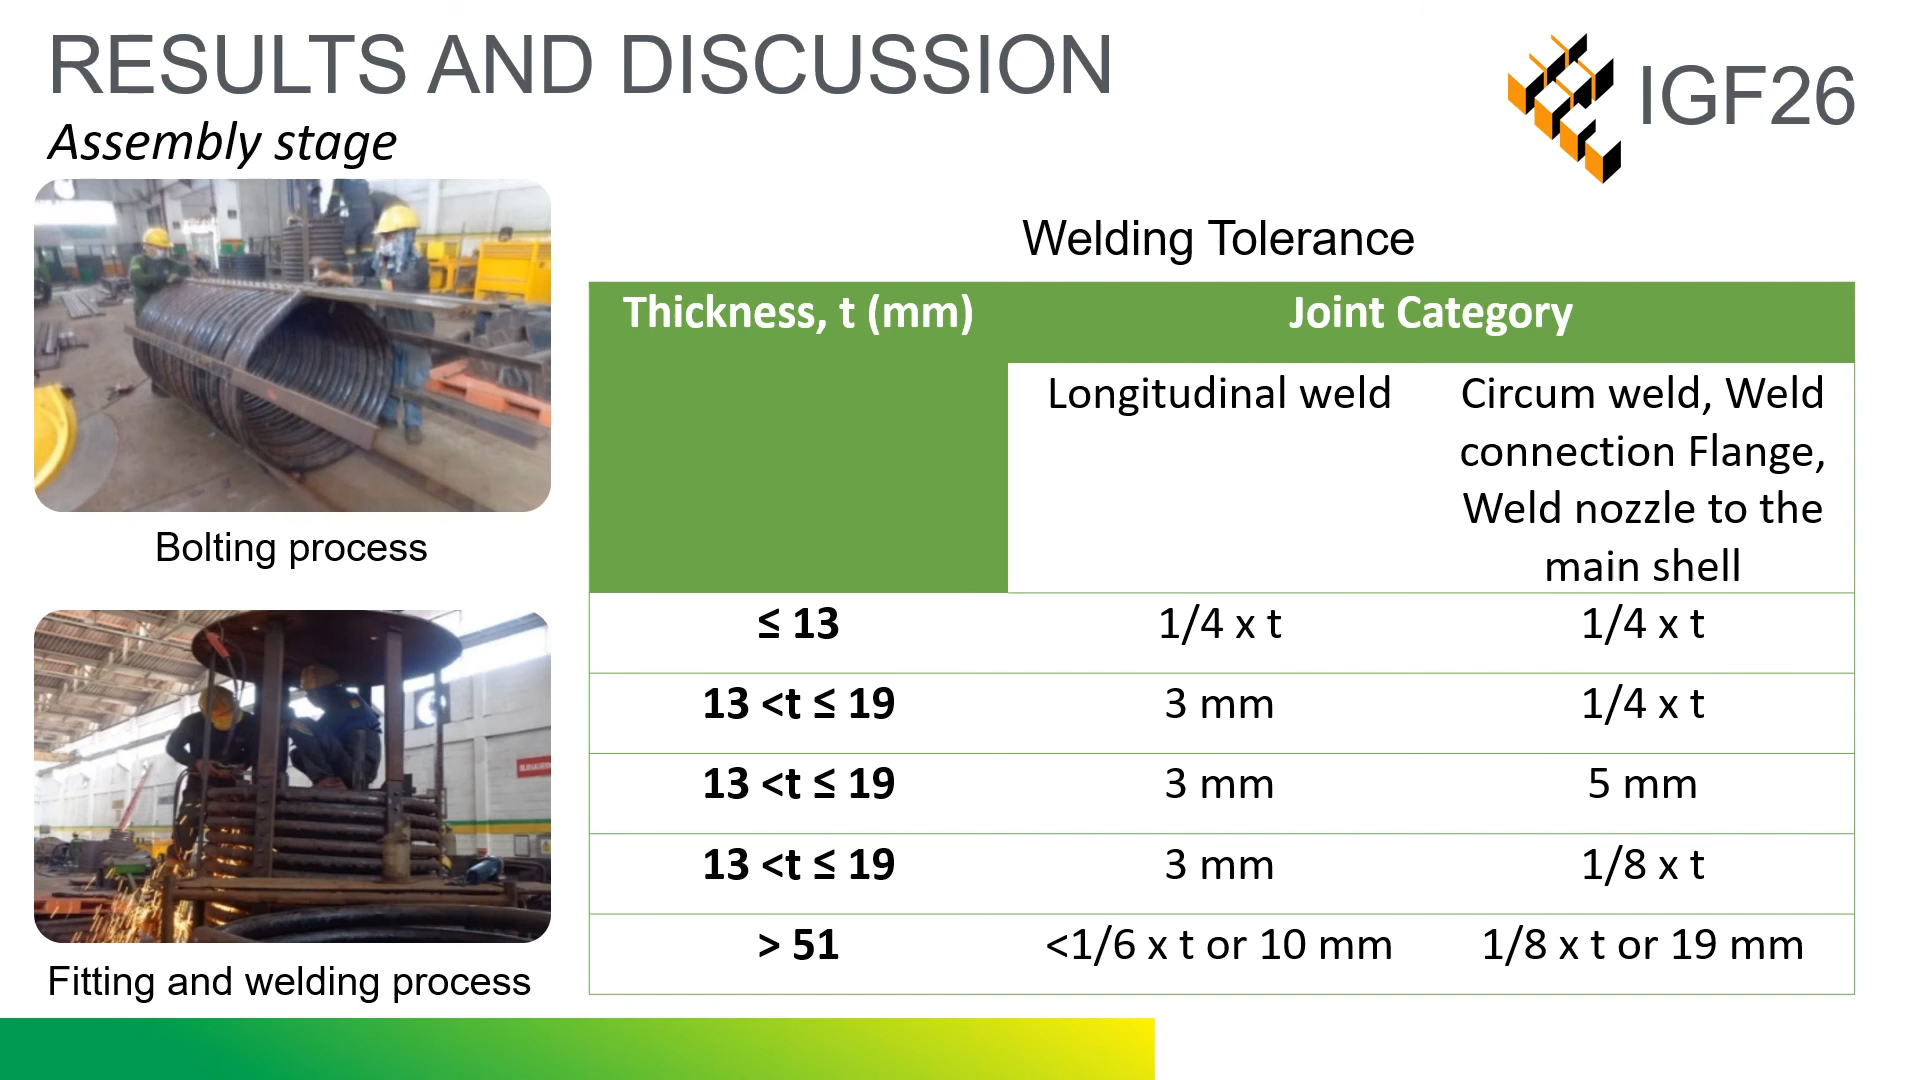 RESULTS AND DISCUSSION
IGF26
Assembly stage
Bolting process
Fitting and welding process
Welding Tolerance
Thickness, t (mm) Joint Category
Longitudinal weld Circum weld, Weld
connection Flange,
Weld nozzle to the
main shell
≤ 13 1/4 x t 1/4 x t
13 <t ≤ 19 3 mm 1/4 x t
13 <t ≤ 19 3 mm 5 mm
13 <t ≤ 19 3 mm 1/8 x t
> 51 <1/6 x t or 10 mm 1/8 x t or 19 mm